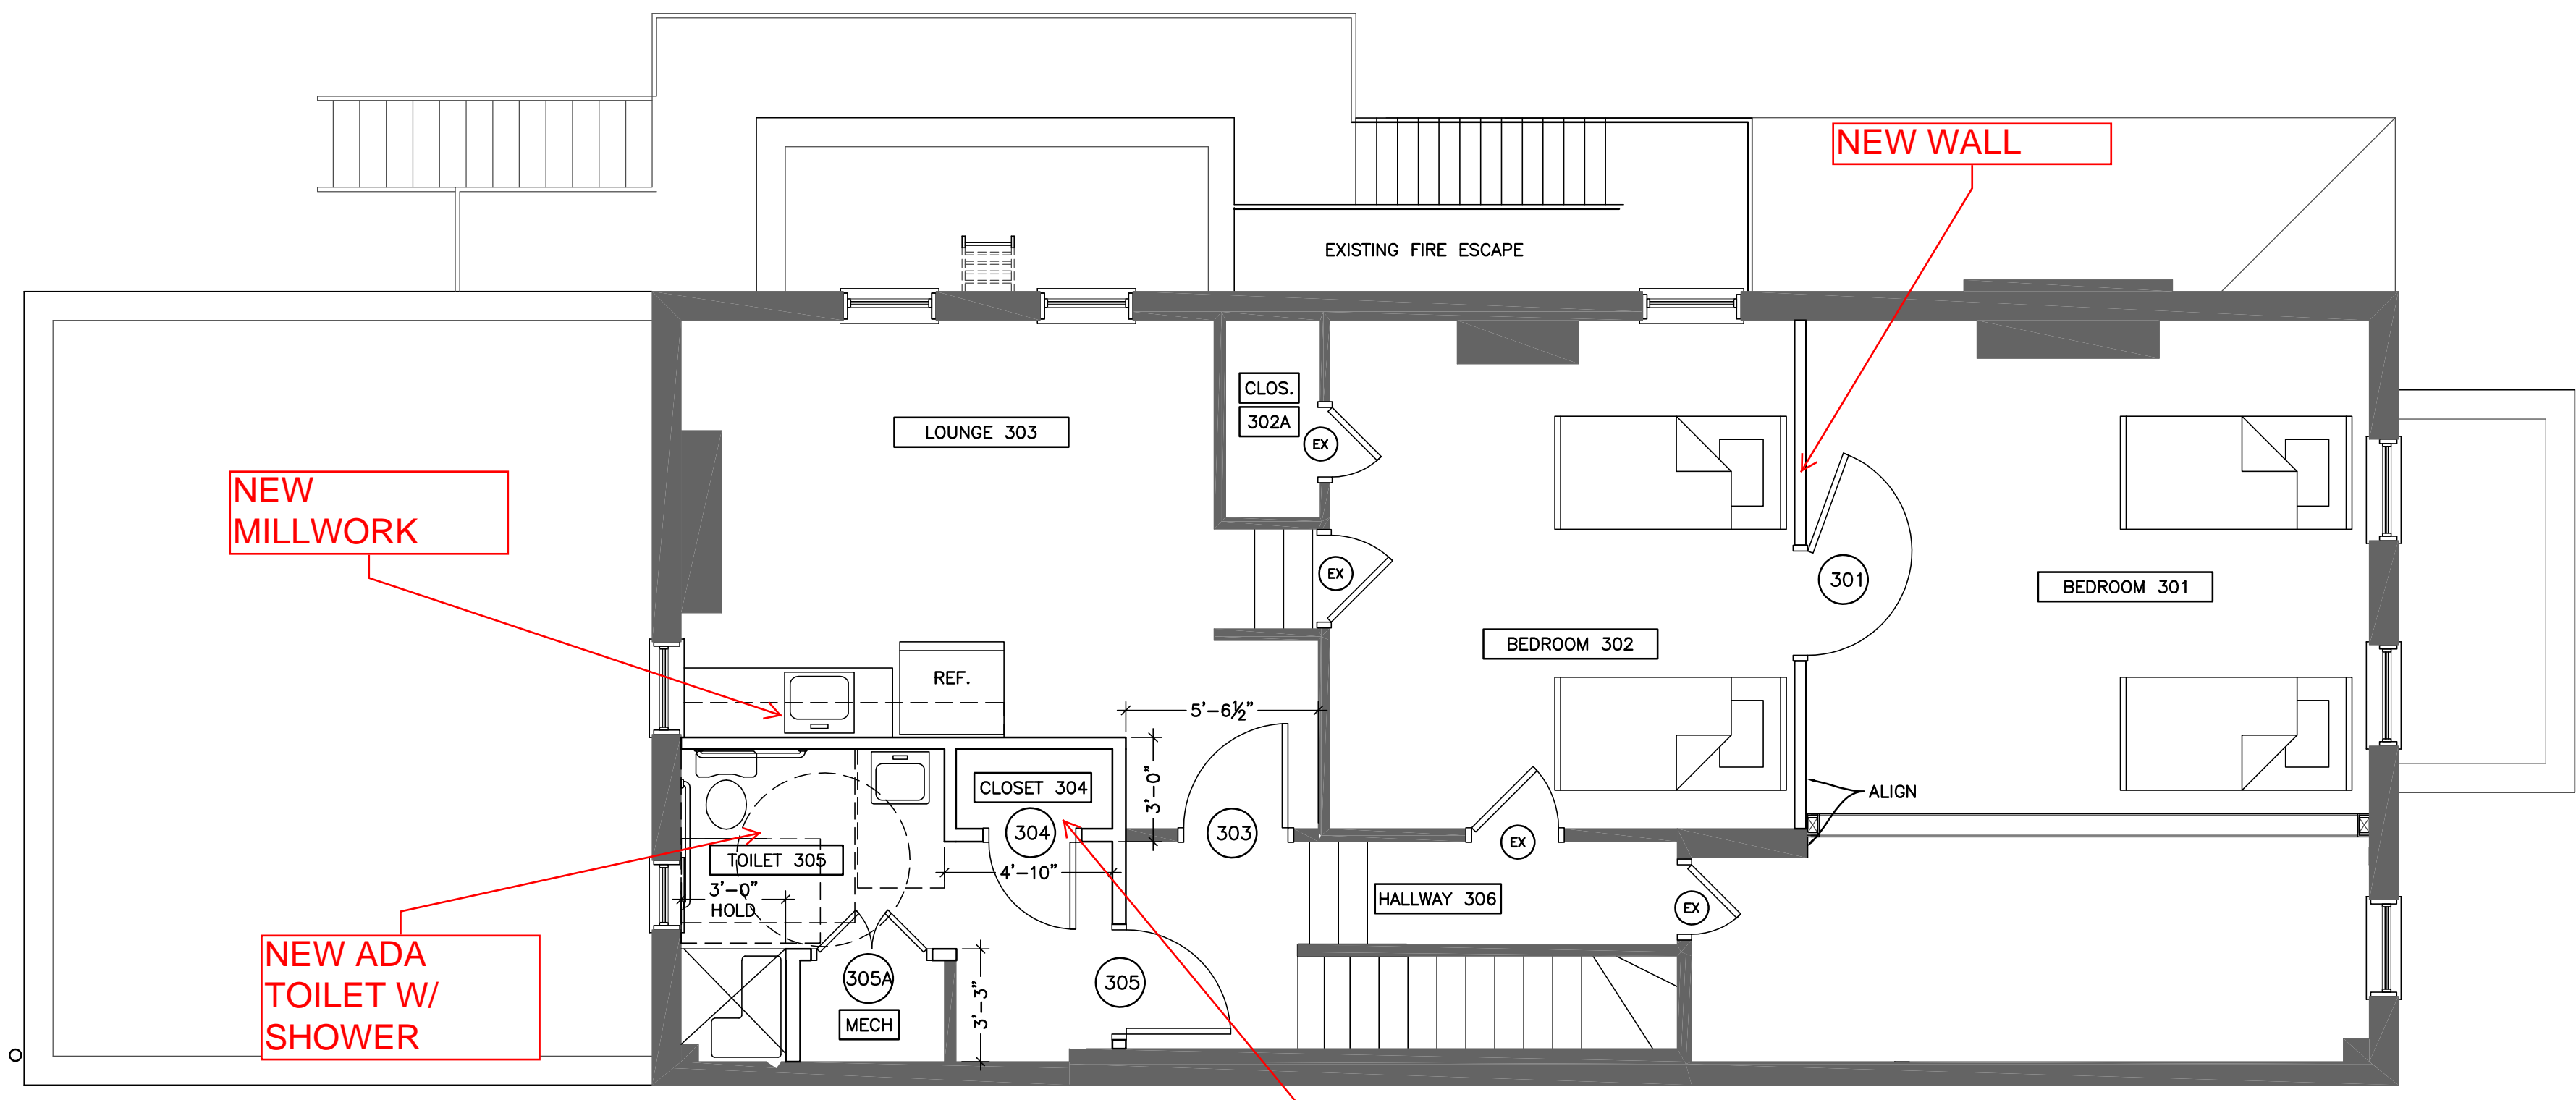 NEW WALL
EXISTING FIRE ESCAPE
CLOS.
302A
EX
LOUNGE 303
NEW
MILLWORK
EX
301
BEDROOM 301
BEDROOM 302
REF.
5'-6½"
3'-0"
CLOSET 304
ALIGN
304
303
EX
TOILET 305
4'-10"
3'-0"
HOLD
HALLWAY 306
EX
NEW ADA
TOILET W/
SHOWER
305A
305
3'-3"
MECH